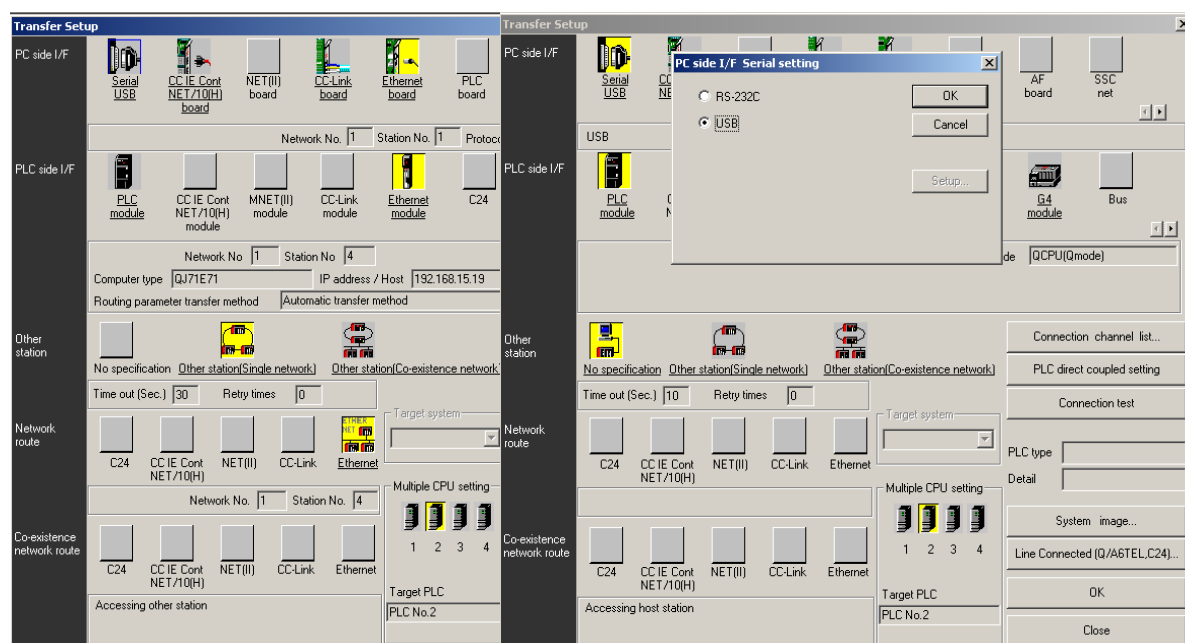 Transfer Setup
PC side I/F
Serial USB
CC IE Cont NET/10(H) board
NET(II) board
CC-Link board
Ethernet board
PLC board
Network No. 1 Station No. 1 Protoco
PLC side I/F
PLC module
CC IE Cont NET/10(H) module
MNET(II) module
CC-Link module
Ethernet module
C24
Network No 1 Station No 4
Computer type QJ71E71 IP address / Host 192.168.15.19
Routing parameter transfer method Automatic transfer method
Other station
No specification Other station(Single network) Other station(Co-existence network)
Time out (Sec.) 30 Retry times 0
Target system
Network route
C24
CC IE Cont NET/10(H)
NET(II)
CC-Link
Ethernet
ETHER NET
Network No. 1 Station No. 4
Multiple CPU setting
1 2 3 4
Co-existence network route
C24
CC IE Cont NET/10(H)
NET(II)
CC-Link
Ethernet
Target PLC
Accessing other station
PLC No.2
Transfer Setup
PC side I/F
Serial USB
AF board
SSC net
PC side I/F Serial setting
RS-232C
USB
OK
Cancel
Setup...
USB
PLC side I/F
PLC module
G4 module
Bus
de QCPU(Qmode)
Other station
No specification Other station(Single network) Other station(Co-existence network)
Time out (Sec.) 10 Retry times 0
Target system
Network route
C24
CC IE Cont NET/10(H)
NET(II)
CC-Link
Ethernet
Multiple CPU setting
1 2 3 4
Co-existence network route
C24
CC IE Cont NET/10(H)
NET(II)
CC-Link
Ethernet
Target PLC
Accessing host station
PLC No.2
Connection channel list...
PLC direct coupled setting
Connection test
PLC type
Detail
System image...
Line Connected (Q/A6TEL,C24)...
OK
Close